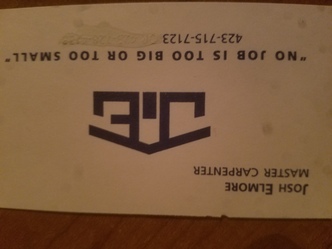 JOSH ELMORE
MASTER CARPENTER
J.E
"NO JOB IS TOO BIG OR TOO SMALL"
423-715-7123